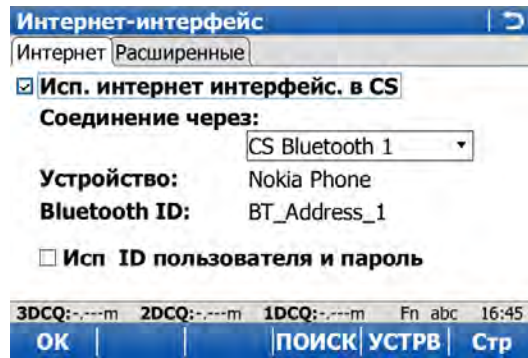 Интернет-интерфейс
Интернет Расширенные
Исп. интернет интерфейс. в CS
Соединение через:
CS Bluetooth 1
Устройство: Nokia Phone
Bluetooth ID: BT_Address_1
Исп ID пользователя и пароль
3DCQ:-.---m 2DCQ:-.---m 1DCQ:-.---m Fn abc 16:45
ОК ПОИСК УСТРВ Стр